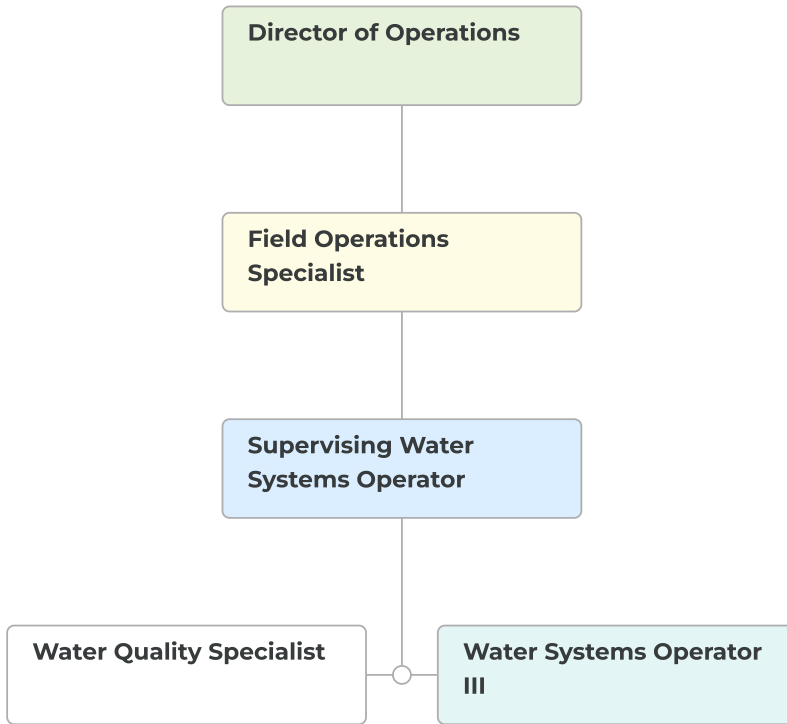 Director of Operations
Field Operations
Specialist
Supervising Water
Systems Operator
Water Quality Specialist
Water Systems Operator
III